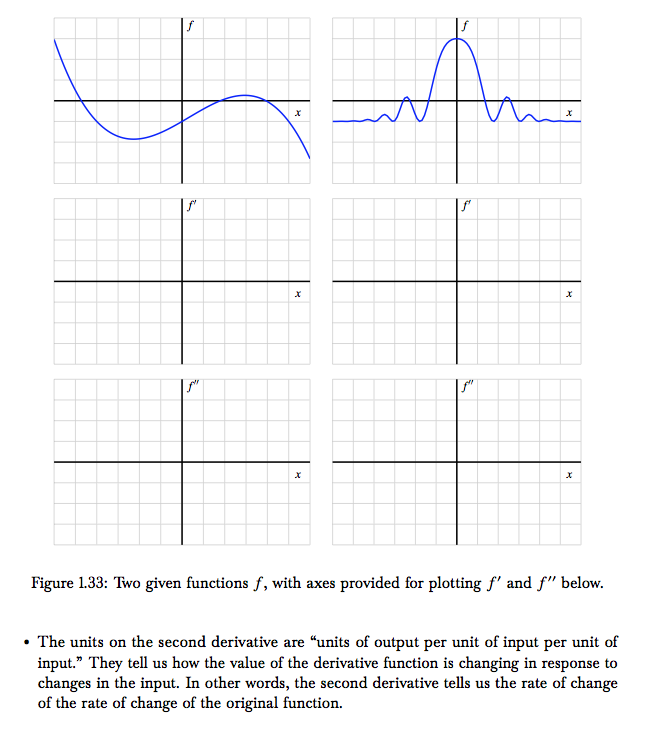 f
f
x
x
f′
f′
x
x
f″
f″
x
x
Figure 1.33: Two given functions f, with axes provided for plotting f′ and f″ below.
• The units on the second derivative are “units of output per unit of input per unit of
input.” They tell us how the value of the derivative function is changing in response to
changes in the input. In other words, the second derivative tells us the rate of change
of the rate of change of the original function.